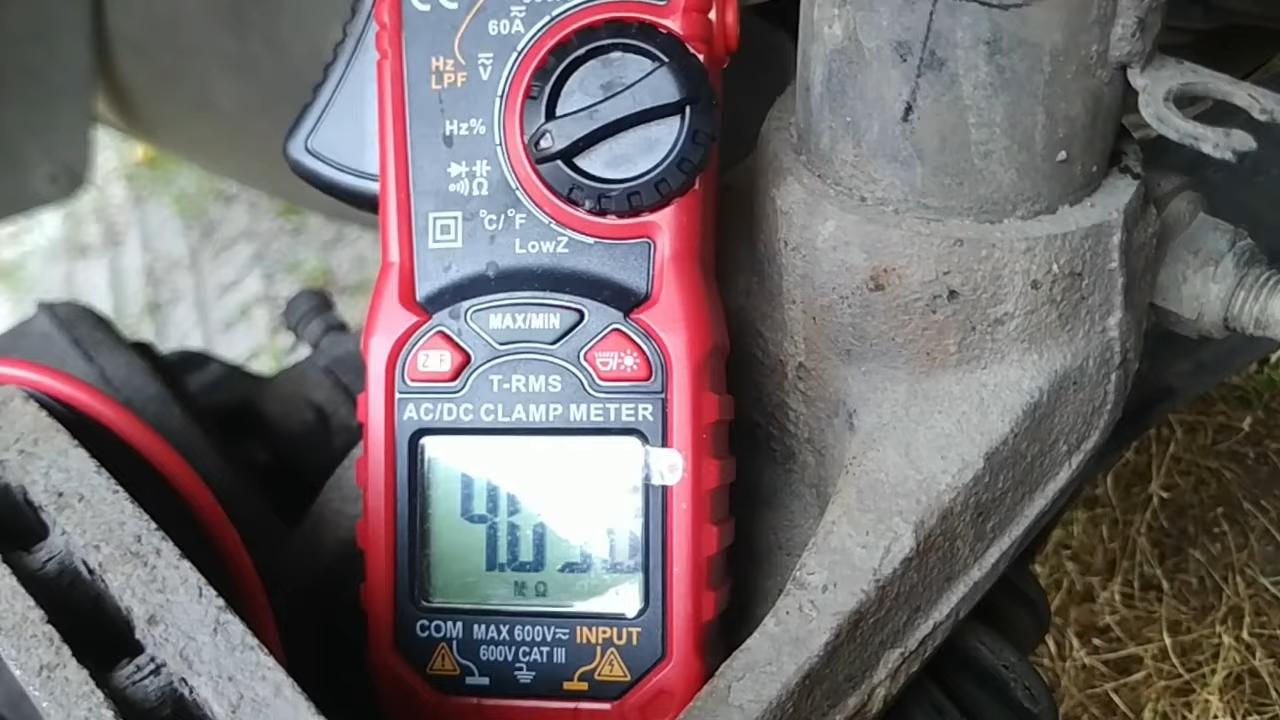 CE
60A
Hz
LPF
V
Hz%
Ω
°C/°F
LowZ
MAX/MIN
Z F
T-RMS
AC/DC CLAMP METER
MΩ
COM MAX 600V INPUT
600V CAT III